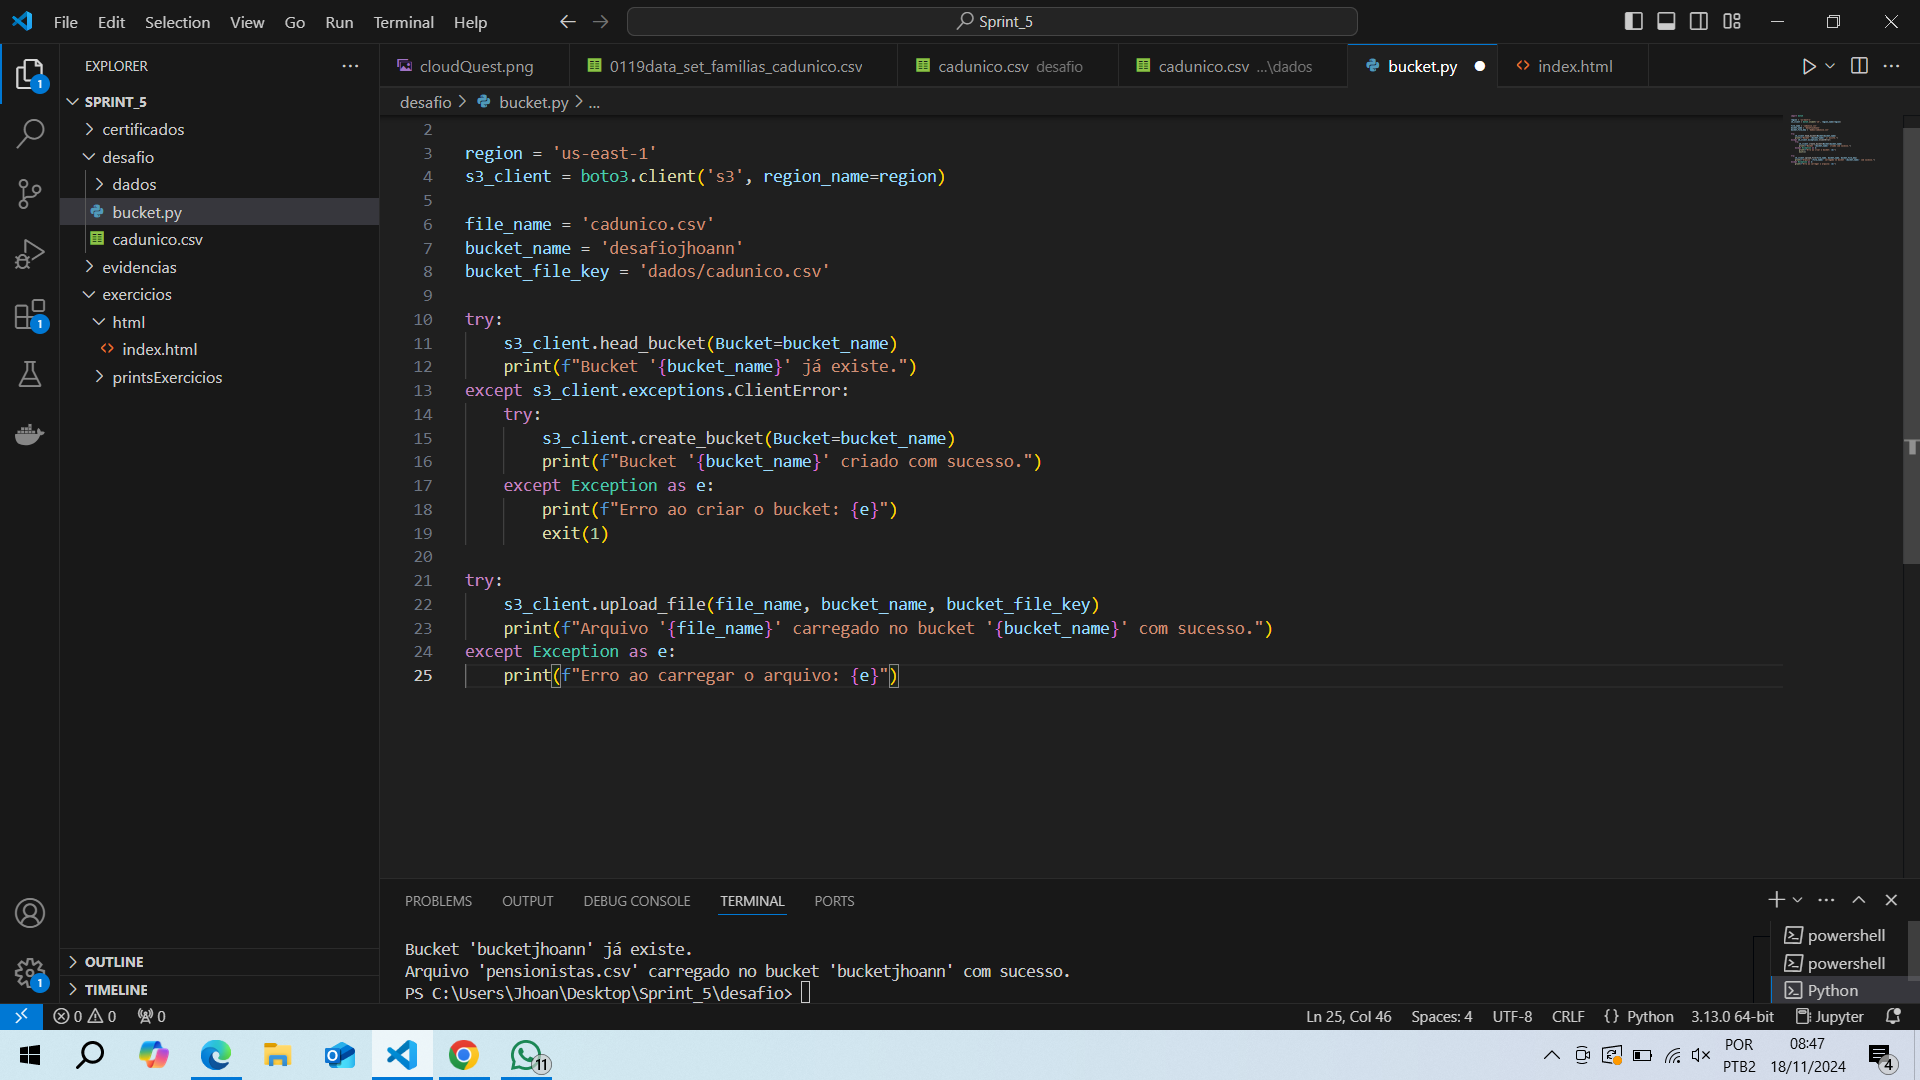 File Edit Selection View Go Run Terminal Help
Sprint_5
EXPLORER
SPRINT_5
certificados
desafio
dados
bucket.py
cadunico.csv
evidencias
exercicios
html
index.html
printsExercicios
OUTLINE
TIMELINE
1
1
1
cloudQuest.png
0119data_set_familias_cadunico.csv
cadunico.csv desafio
cadunico.csv ...\dados
bucket.py
index.html
desafio > bucket.py > ...
2
3 region = 'us-east-1'
4 s3_client = boto3.client('s3', region_name=region)
5
6 file_name = 'cadunico.csv'
7 bucket_name = 'desafiojhoann'
8 bucket_file_key = 'dados/cadunico.csv'
9
10 try:
11 s3_client.head_bucket(Bucket=bucket_name)
12 print(f"Bucket '{bucket_name}' já existe.")
13 except s3_client.exceptions.ClientError:
14 try:
15 s3_client.create_bucket(Bucket=bucket_name)
16 print(f"Bucket '{bucket_name}' criado com sucesso.")
17 except Exception as e:
18 print(f"Erro ao criar o bucket: {e}")
19 exit(1)
20
21 try:
22 s3_client.upload_file(file_name, bucket_name, bucket_file_key)
23 print(f"Arquivo '{file_name}' carregado no bucket '{bucket_name}' com sucesso.")
24 except Exception as e:
25 print(f"Erro ao carregar o arquivo: {e}")
PROBLEMS OUTPUT DEBUG CONSOLE TERMINAL PORTS
Bucket 'bucketjhoann' já existe.
Arquivo 'pensionistas.csv' carregado no bucket 'bucketjhoann' com sucesso.
PS C:\Users\Jhoan\Desktop\Sprint_5\desafio>
powershell
powershell
Python
0 0 0
Ln 25, Col 46 Spaces: 4 UTF-8 CRLF {} Python 3.13.0 64-bit Jupyter
11
POR
PTB2
08:47
18/11/2024
4